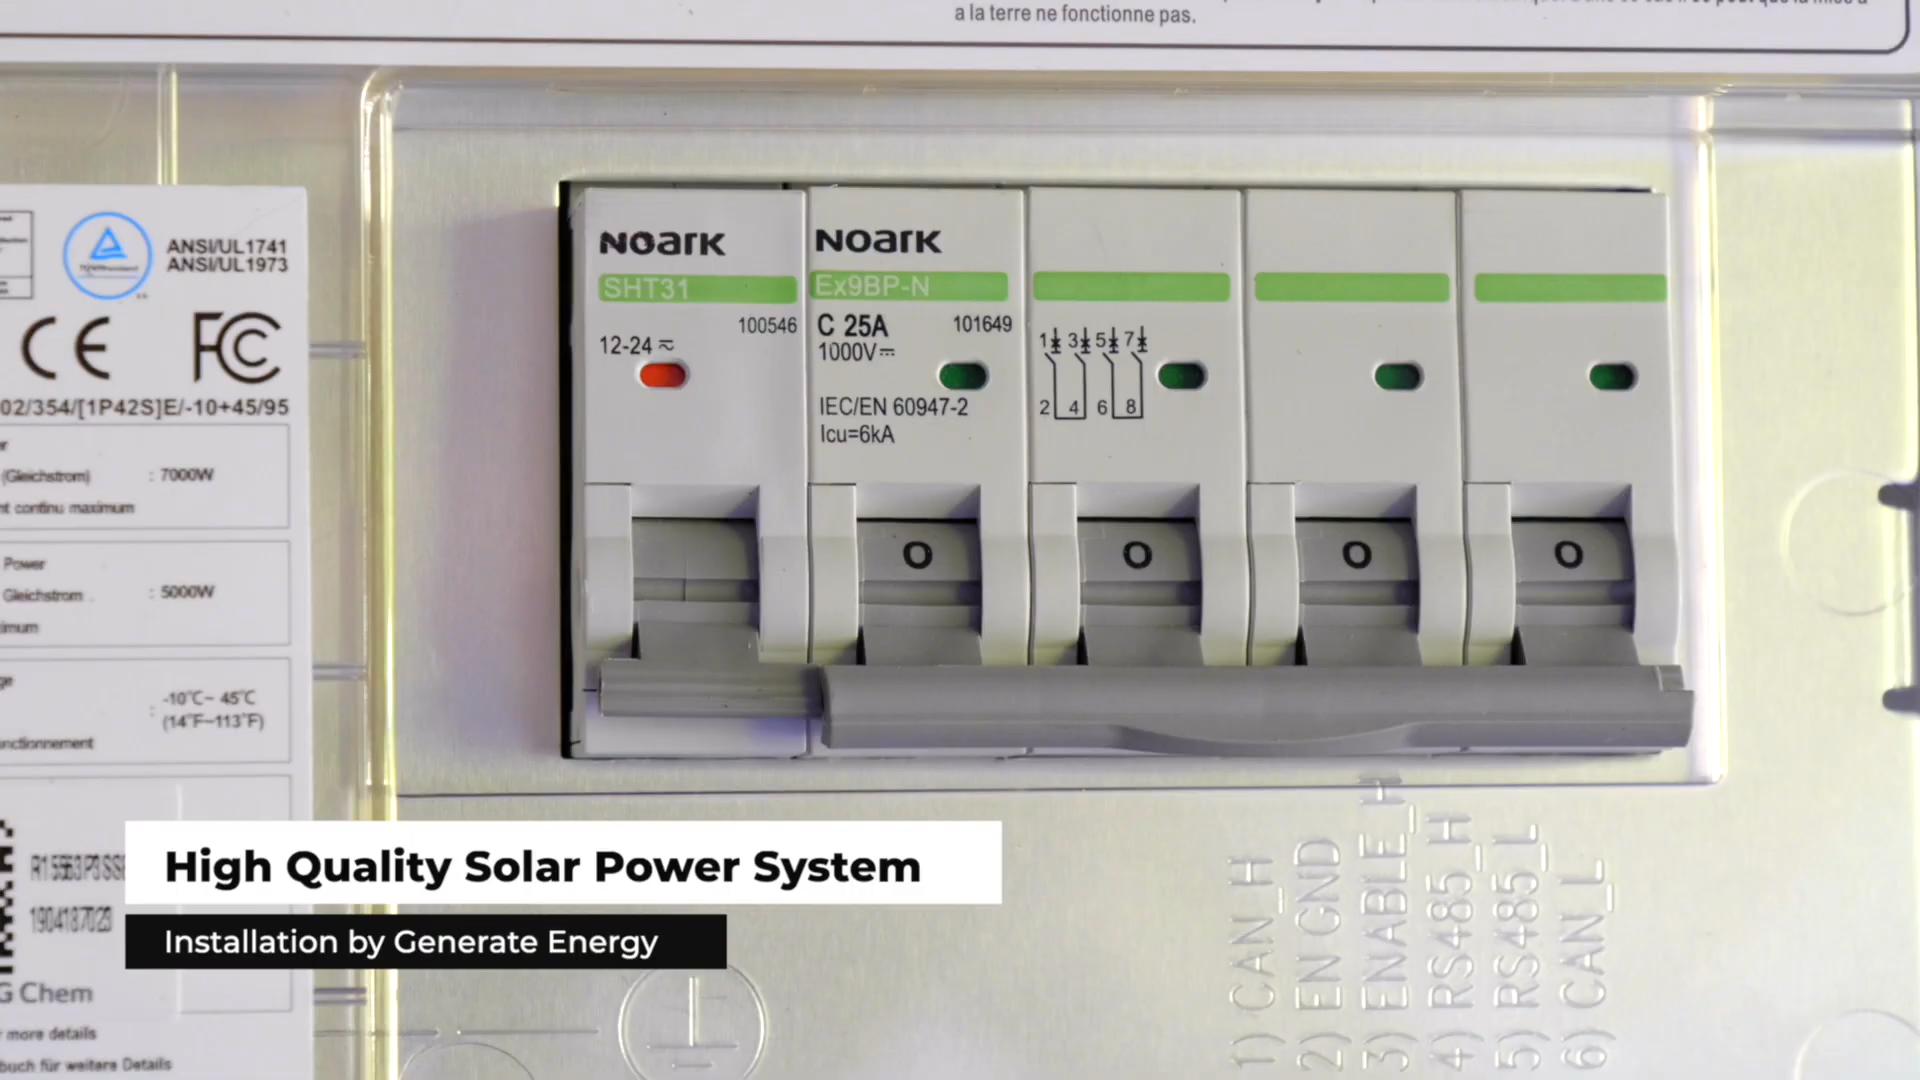 a la terre ne fonctionne pas.
ANSI/UL1741
ANSI/UL1973
CE FC
02/354/[1P42S]E/-10+45/95
(Gleichstrom) : 7000W
continu maximum
Power
Gleichstrom : 5000W
-10°C~ 45°C
(14°F~113°F)
G Chem
more details
buch für weitere Details
NOARK
SHT31
100546
12-24
NOARK
Ex9BP-N
C 25A 101649
1000V
IEC/EN 60947-2
Icu=6kA
1 3 5 7
2 4 6 8
O O O O
High Quality Solar Power System
Installation by Generate Energy
1) CAN_H
2) EN GND
3) ENABLE_H
4) RS485_H
5) RS485_L
6) CAN_L